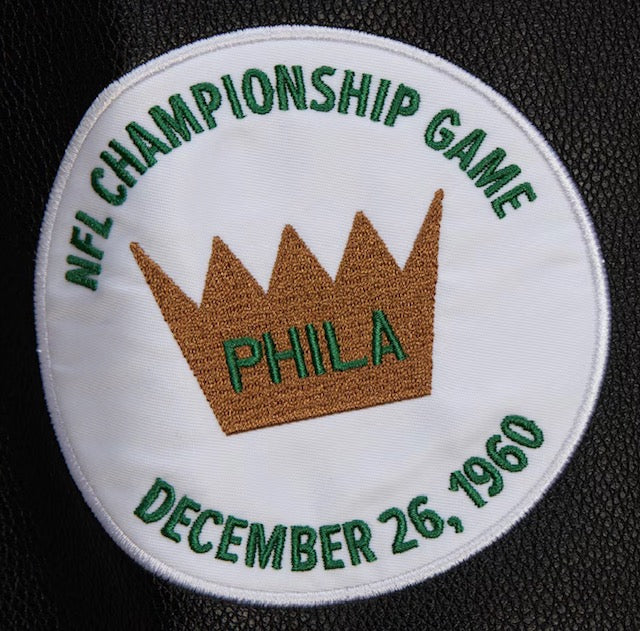 NFL CHAMPIONSHIP GAME
PHILA
DECEMBER 26, 1960